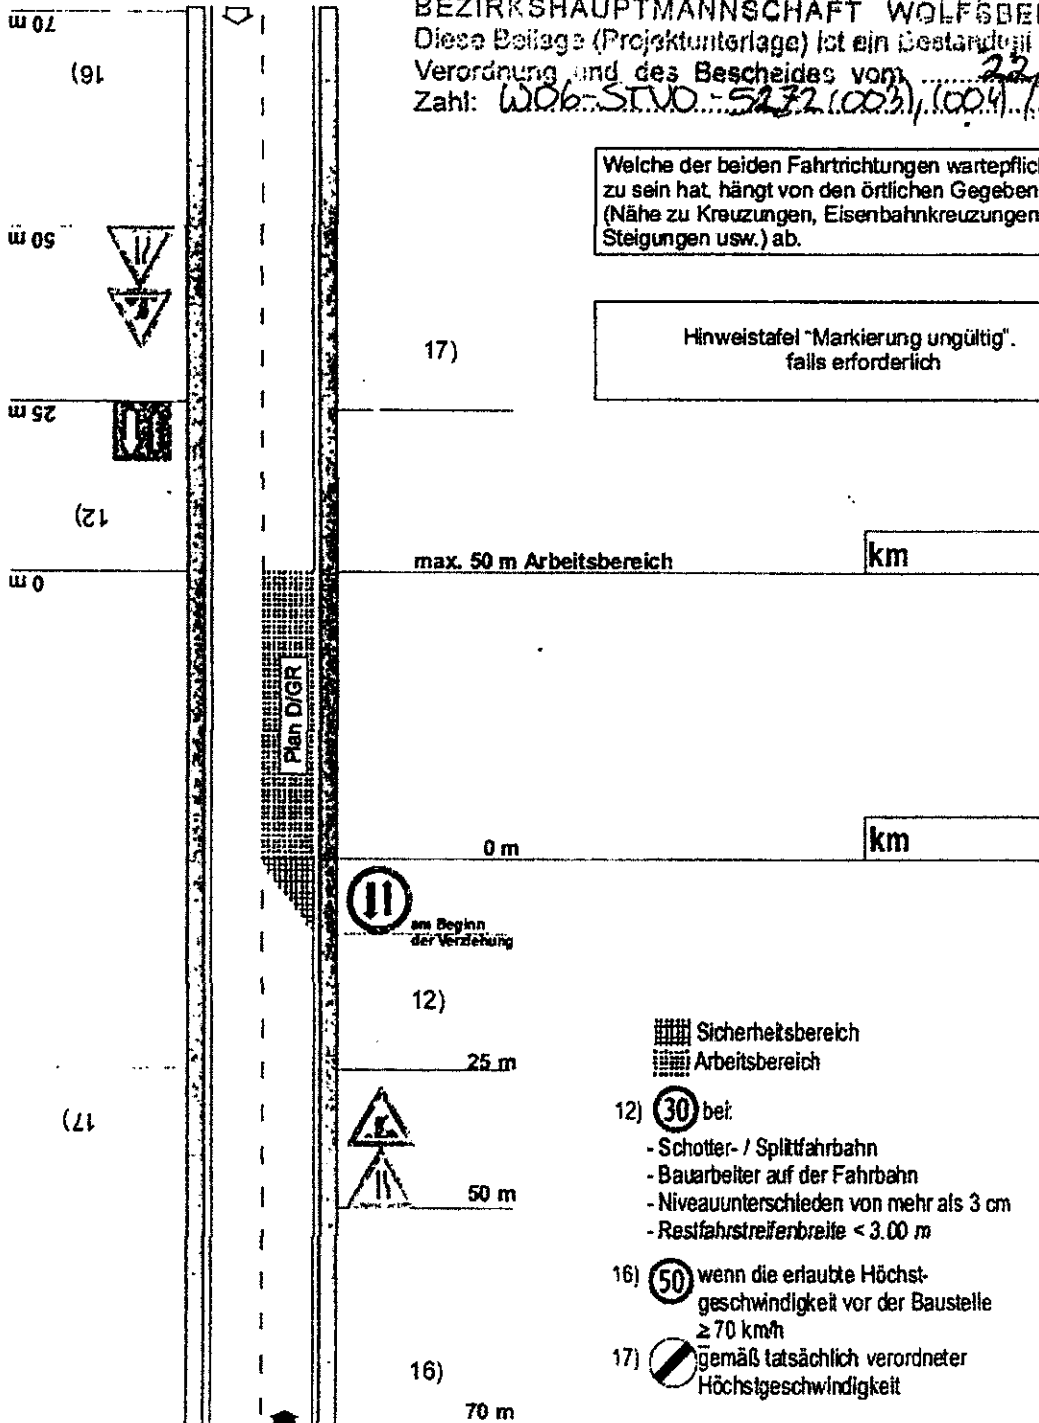 BEZIRKSHAUPTMANNSCHAFT
Diese Beilage (Projektunterlage) ist ein Bestandteil
Verordnung und des Bescheides vom 22
Zahl: WO6-STVO-5272 (003), (004)
Welche der beiden Fahrtrichtungen
zu sein hat, hängt von den örtlichen
(Nähe zu Kreuzungen, Eisenbahnkreuzungen
Steigungen usw.) ab.
Hinweistafel "Markierung ungültig".
falls erforderlich
70 m
16)
50 m
17)
25 m
12)
0 m
max. 50 m Arbeitsbereich
km
Plan D/GR
0 m
km
am Beginn
der Verziehung
12)
25 m
17)
50 m
16)
70 m
Sicherheitsbereich
Arbeitsbereich
12) 30 bei:
- Schotter- / Splittfahrbahn
- Bauarbeiter auf der Fahrbahn
- Niveauunterschieden von mehr als 3 cm
- Restfahrstreifenbreite < 3.00 m
16) 50 wenn die erlaubte Höchst-
geschwindigkeit vor der Baustelle
≥ 70 km/h
17) gemäß tatsächlich verordneter
Höchstgeschwindigkeit